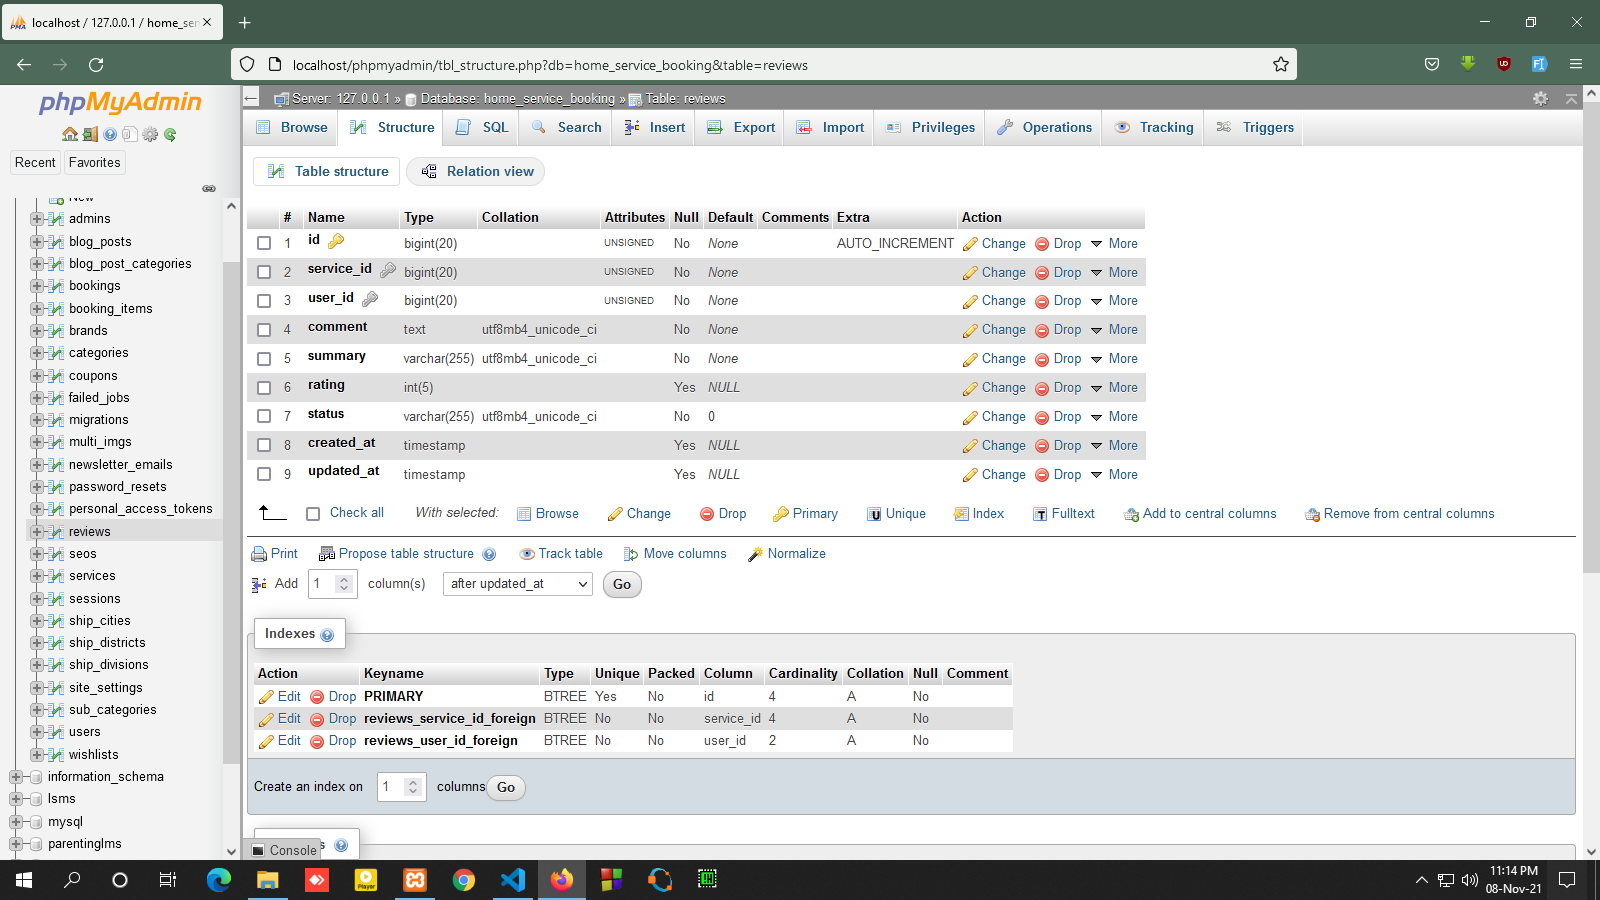 localhost / 127.0.0.1 / home_ser
localhost/phpmyadmin/tbl_structure.php?db=home_service_booking&table=reviews
phpMyAdmin
Recent Favorites
New
admins
blog_posts
blog_post_categories
bookings
booking_items
brands
categories
coupons
failed_jobs
migrations
multi_imgs
newsletter_emails
password_resets
personal_access_tokens
reviews
seos
services
sessions
ship_cities
ship_districts
ship_divisions
site_settings
sub_categories
users
wishlists
information_schema
lsms
mysql
parentinglms
Server: 127.0.0.1 » Database: home_service_booking » Table: reviews
Browse Structure SQL Search Insert Export Import Privileges Operations Tracking Triggers
Table structure Relation view
# Name Type Collation Attributes Null Default Comments Extra Action
1 id bigint(20) UNSIGNED No None AUTO_INCREMENT Change Drop More
2 service_id bigint(20) UNSIGNED No None Change Drop More
3 user_id bigint(20) UNSIGNED No None Change Drop More
4 comment text utf8mb4_unicode_ci No None Change Drop More
5 summary varchar(255) utf8mb4_unicode_ci No None Change Drop More
6 rating int(5) Yes NULL Change Drop More
7 status varchar(255) utf8mb4_unicode_ci No 0 Change Drop More
8 created_at timestamp Yes NULL Change Drop More
9 updated_at timestamp Yes NULL Change Drop More
Check all With selected: Browse Change Drop Primary Unique Index Fulltext Add to central columns Remove from central columns
Print Propose table structure Track table Move columns Normalize
Add 1 column(s) after updated_at Go
Indexes
Action Keyname Type Unique Packed Column Cardinality Collation Null Comment
Edit Drop PRIMARY BTREE Yes No id 4 A No
Edit Drop reviews_service_id_foreign BTREE No No service_id 4 A No
Edit Drop reviews_user_id_foreign BTREE No No user_id 2 A No
Create an index on 1 columns Go
Console
11:14 PM
08-Nov-21